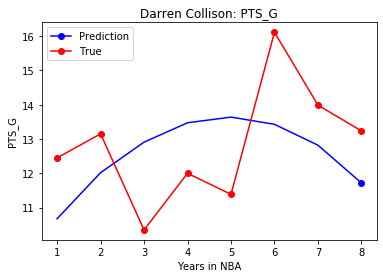 Darren Collison: PTS_G
Prediction
True
PTS_G
16
15
14
13
12
11
1 2 3 4 5 6 7 8
Years in NBA